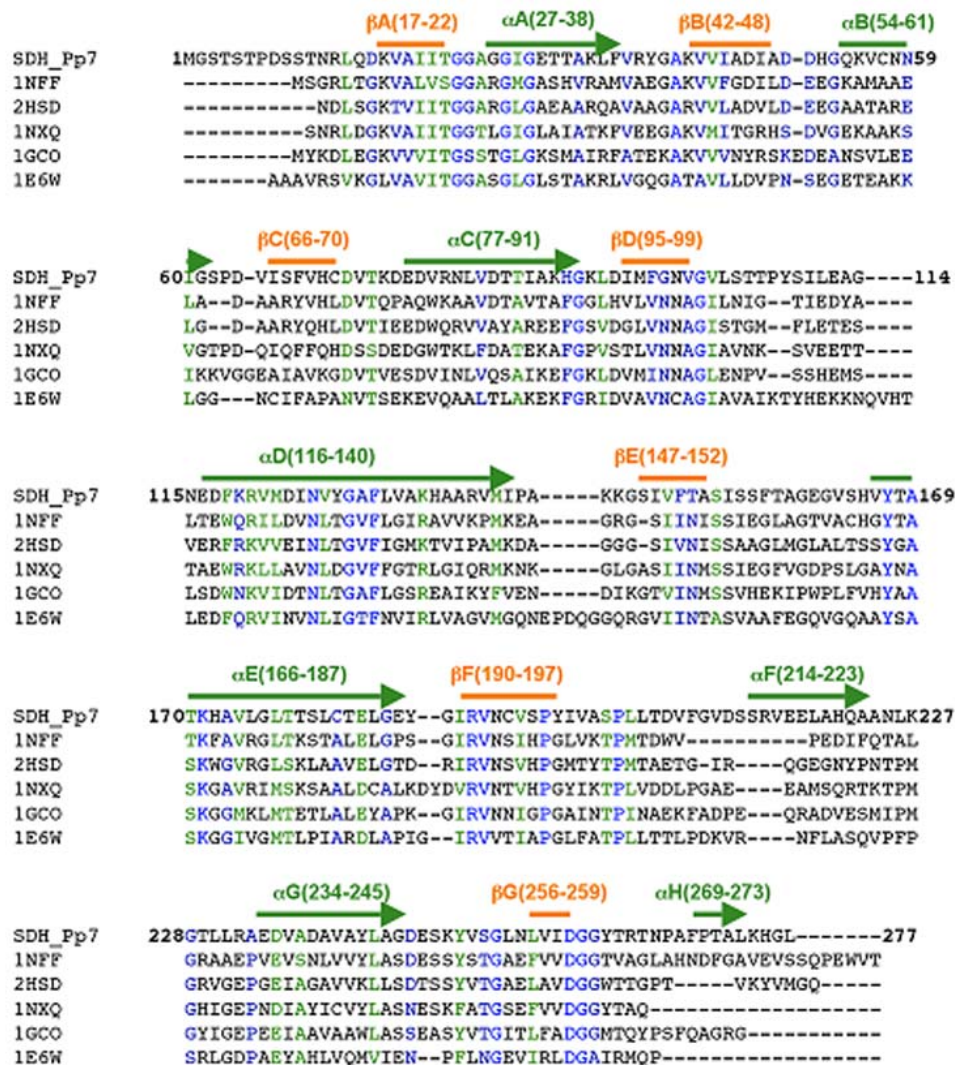 βA(17-22) αA(27-38) βB(42-48) αB(54-61)
SDH_Pp7 1MGSTSTPDSSTNRLQDKVAIITGGAGGIGETTAKLFVRYGAKVVIADIAD-DHGQKVCNN59
1NFF -----------MSGRLTGKVALVSGGARGMGASHVRAMVAEGAKVVFGDILD-EEGKAMAAE
2HSD ------------NDLSGKTVIITGGARGLGAEAARQAVAAGARVVLADVLD-EEGAATARE
1NXQ -----------SNRLDGKVAIITGGTLGIGLAIATKFVEEGAKVMITGRHS-DVGEKAAKS
1GCO -----------MYKDLEGKVVVITGSSTGLGKSMAIRFATEKAKVVVNYRSKEDEANSVLEE
1E6W --------AAAVRSVKGLVAVITGGASGLGLSTAKRLVGQGATAVLLDVPN-SEGETEAKK
βC(66-70) αC(77-91) βD(95-99)
SDH_Pp7 60IGSPD-VISFVHCDVTKDEDVRNLVDTTIAKHGKLDIMFGNVGVLSTTPYSILEAG----114
1NFF LA--D-AARYVHLDVTQPAQWKAAVDTAVTAFGGLHVLVNNAGILNIG-TIEDYA-----
2HSD LG--D-AARYQHLDVTIEEDWQRVVAYAREEFGSVDGLVNNAGISTGM-FLETES-----
1NXQ VGTPD-QIQFFQHDSSDEDGWTKLFDATEKAFGPVSTLVNNAGIAVNK-SVEETT-----
1GCO IKKVGGEAIAVKGDVTVESDVINLVQSAIKEFGKLDVMINNAGLENPV-SSHEMS-----
1E6W LGG---NCIFAPANVTSEKEVQAALTLAKEKFGRIDVAVNCAGIAVAIKTYHEKKNQVHT
αD(116-140) βE(147-152)
SDH_Pp7 115NEDFKRVMDINVYGAFLVAKHAARVMIPA-----KKGSIVFTASISSFTAGEGVSHVYTA169
1NFF LTEWQRILDVNLTGVFLGIRAVVKPMKEA-----GRG-SIINISSIEGLAGTVACHGYTA
2HSD VERFRKVVEINLTGVFIGMKTVIPAMKDA-----GGG-SIVNISSAAGLMGLALTSSYGA
1NXQ TAEWRKLLAVNLDGVFFGTRLGIQRMKNK-----GLGASIINMSSIEGFVGDPSLGAYNA
1GCO LSDWNKVIDTNLTGAFLGSREAIKYFVEN-----DIKGTVINMSSVHEKIPWPLFVHYAA
1E6W LEDFQRVINVNLIGTFNVIRLVAGVMGQNEPDQGGQRGVIINTASVAAFEGQVGQAAYSA
αE(166-187) βF(190-197) αF(214-223)
SDH_Pp7 170TKHAVLGLTTSLCTELGEY--GIRVNCVSPYIVASPLLTDVFGVDSSRVEELAHQAANLK227
1NFF TKFAVRGLTKSTALELGPS--GIRVNSIHPGLVKTPMTDWV----------PEDIFQTAL
2HSD SKWGVRGLSKLAAVELGTD--RIRVNSVHPGMTYTPMTAETG-IR---QGEGNYPNTPM
1NXQ SKGAVRIMSKSAALDCALKDYDVRVNTVHPGYIKTPLVDDLPGAE----EAMSQRTKTPM
1GCO SKGGMKLMTETLALEYAPK--GIRVNNIGPGAINTPINAEKFADPE---QRADVESMIPM
1E6W SKGGIVGMTLPIARDLAPIG-IRVVTIAPGLFATPLLTTLPDKVR----NFLASQVPFP
αG(234-245) βG(256-259) αH(269-273)
SDH_Pp7 228GTLLRAEDVADAVAYLAGDESKYVSGLNLVIDGGYTRTNPAFPTALKHGL-------277
1NFF GRAAEPVEVSNLVVYLASDESSYSTGAEFVVDGGTVAGLAHNDFGAVEVSSQPEWVT
2HSD GRVGEPGEIAGAVVKLLSDTSSYVTGAELAVDGGWTTGPT-----VKYVMGQ-----
1NXQ GHIGEPNDIAYICVYLASNESKFATGSEFVVDGGYTAQ-------------------
1GCO GYIGEPEEIAAVAAWLASSEASYVTGITLFADGGMTQYPSFQAGRG-----------
1E6W SRLGDPAEYAHLVQMVIEN--PFLNGEVIRLDGAIRMQP------------------